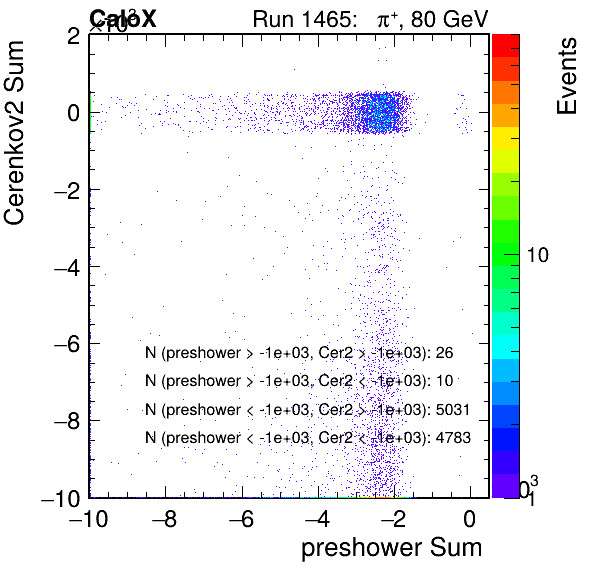 ×10³
CaloX Run 1465: π⁺, 80 GeV
Cerenkov2 Sum
Events
2
0
−2
−4
−6
−8
−10
10
1
N (preshower > -1e+03, Cer2 > -1e+03): 26
N (preshower > -1e+03, Cer2 < -1e+03): 10
N (preshower < -1e+03, Cer2 > -1e+03): 5031
N (preshower < -1e+03, Cer2 < -1e+03): 4783
−10 −8 −6 −4 −2 0
preshower Sum